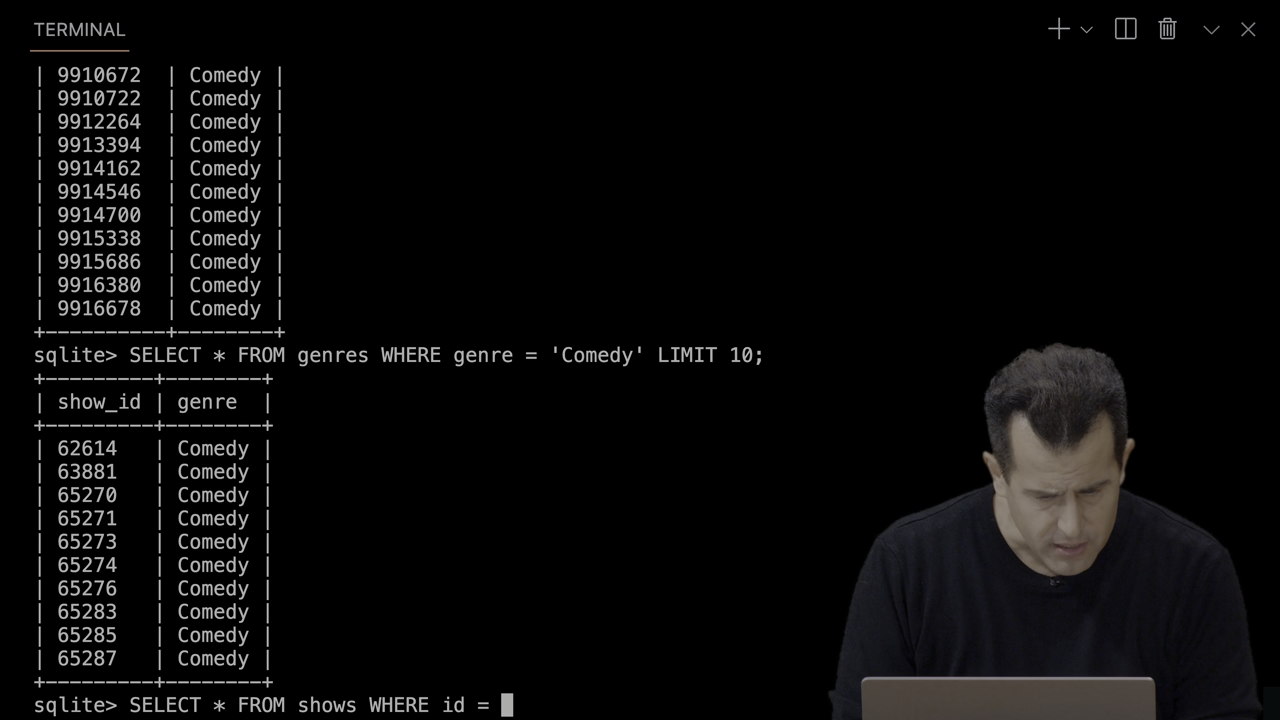 TERMINAL
| 9910672  | Comedy |
| 9910722  | Comedy |
| 9912264  | Comedy |
| 9913394  | Comedy |
| 9914162  | Comedy |
| 9914546  | Comedy |
| 9914700  | Comedy |
| 9915338  | Comedy |
| 9915686  | Comedy |
| 9916380  | Comedy |
| 9916678  | Comedy |
+----------+--------+
sqlite> SELECT * FROM genres WHERE genre = 'Comedy' LIMIT 10;
+---------+--------+
| show_id | genre  |
+---------+--------+
| 62614   | Comedy |
| 63881   | Comedy |
| 65270   | Comedy |
| 65271   | Comedy |
| 65273   | Comedy |
| 65274   | Comedy |
| 65276   | Comedy |
| 65283   | Comedy |
| 65285   | Comedy |
| 65287   | Comedy |
+---------+--------+
sqlite> SELECT * FROM shows WHERE id =